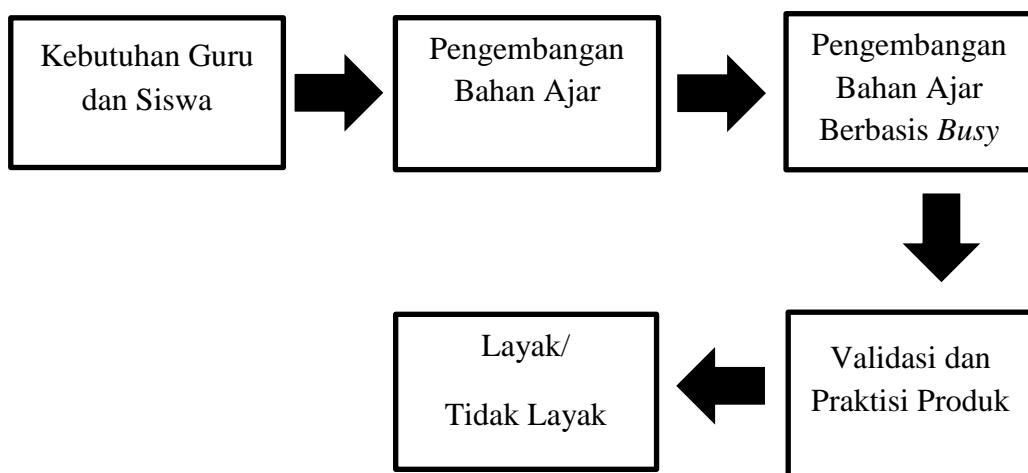 Kebutuhan Guru
dan Siswa
Pengembangan
Bahan Ajar
Pengembangan
Bahan Ajar
Berbasis Busy
Validasi dan
Praktisi Produk
Layak/
Tidak Layak